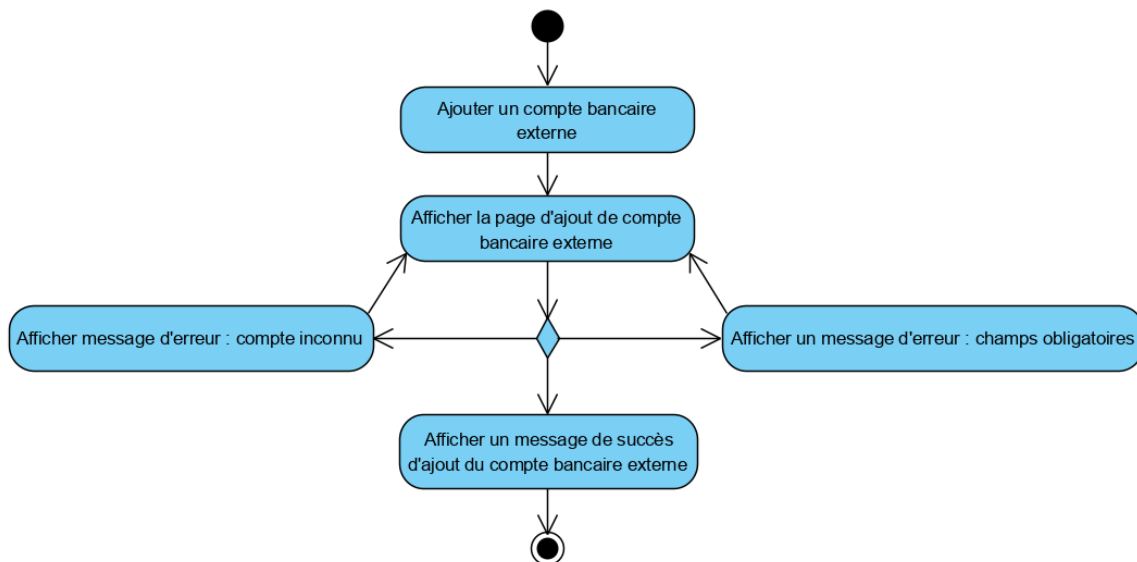 Ajouter un compte bancaire
externe
Afficher la page d'ajout de compte
bancaire externe
Afficher message d'erreur : compte inconnu
Afficher un message d'erreur : champs obligatoires
Afficher un message de succès
d'ajout du compte bancaire externe